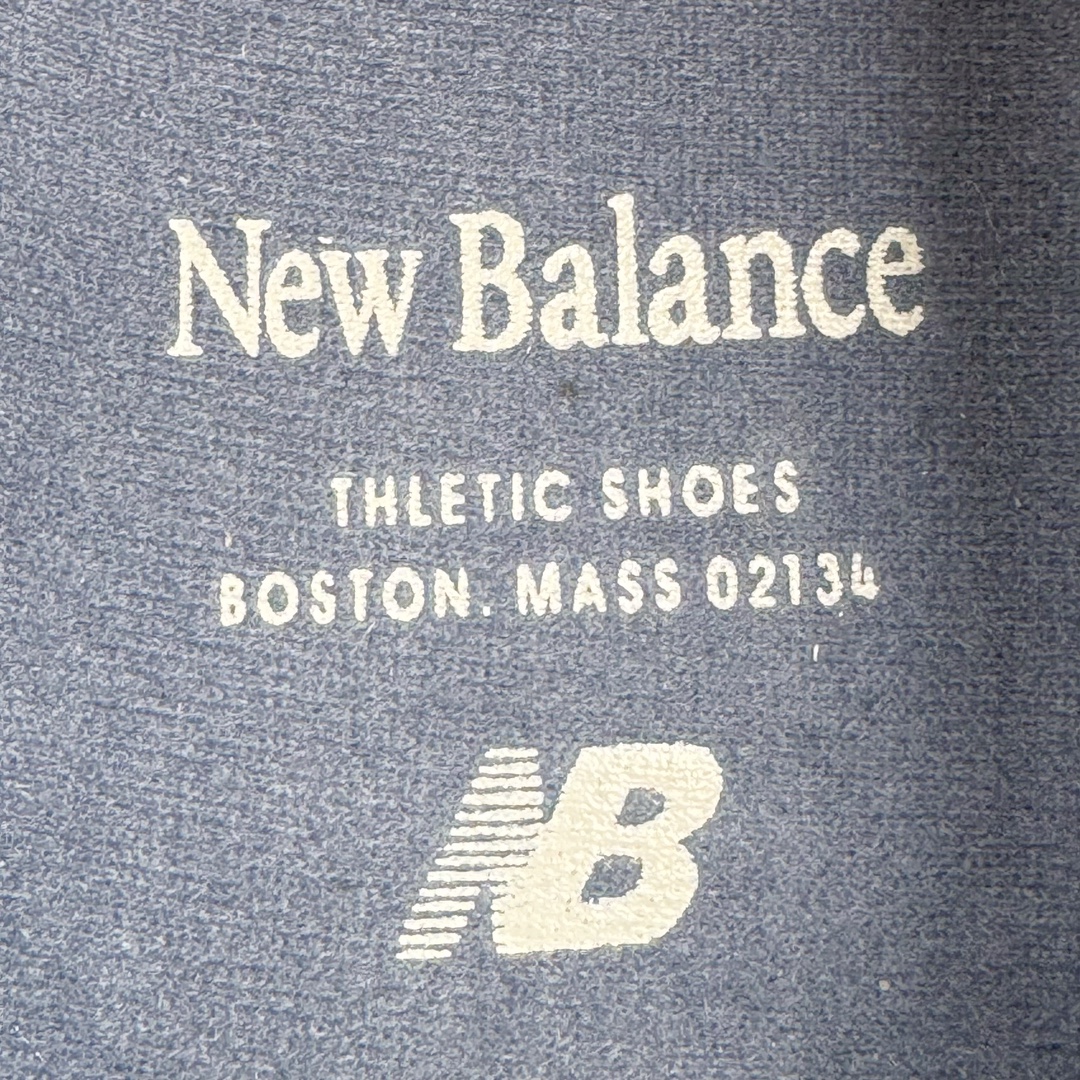 New Balance
THLETIC SHOES
BOSTON. MASS 02134
NB